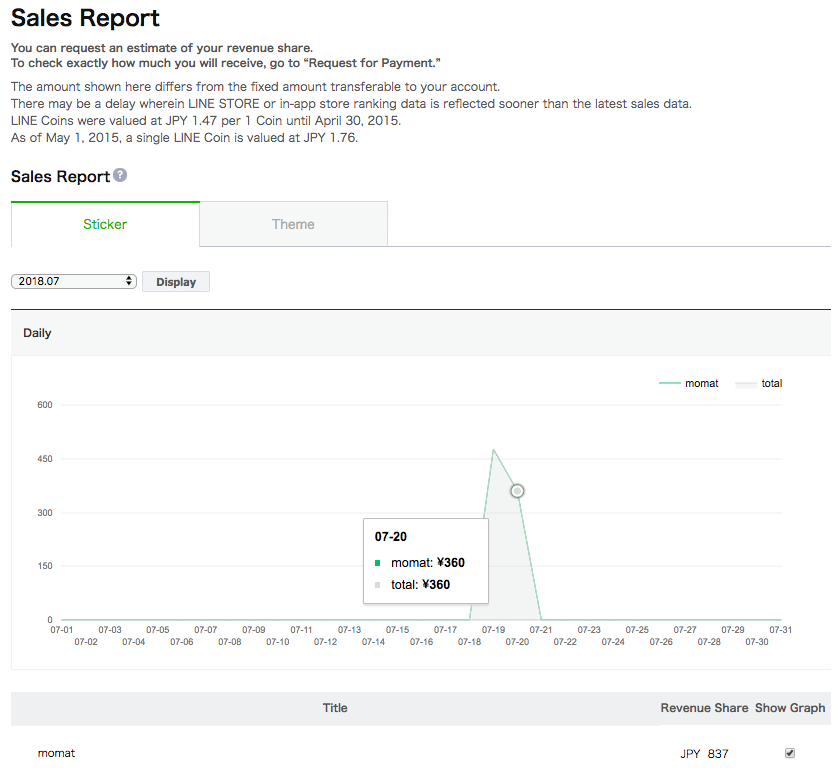 Sales Report
You can request an estimate of your revenue share.
To check exactly how much you will receive, go to “Request for Payment.”
The amount shown here differs from the fixed amount transferable to your account.
There may be a delay wherein LINE STORE or in-app store ranking data is reflected sooner than the latest sales data.
LINE Coins were valued at JPY 1.47 per 1 Coin until April 30, 2015.
As of May 1, 2015, a single LINE Coin is valued at JPY 1.76.
Sales Report ?
Sticker Theme
2018.07 Display
Daily
momat total
600
450
300
150
0
07-20
momat: ¥360
total: ¥360
07-01 07-03 07-05 07-07 07-09 07-11 07-13 07-15 07-17 07-19 07-21 07-23 07-25 07-27 07-29 07-31
07-02 07-04 07-06 07-08 07-10 07-12 07-14 07-16 07-18 07-20 07-22 07-24 07-26 07-28 07-30
Title Revenue Share Show Graph
momat JPY 837